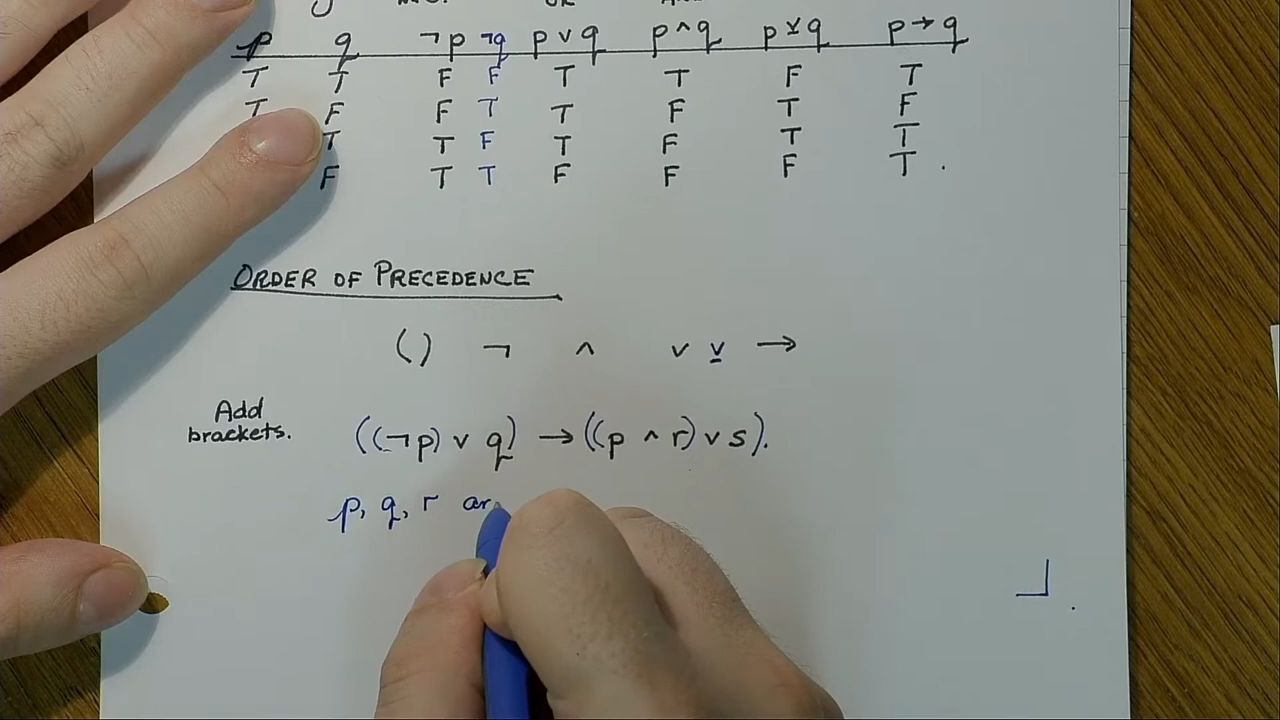 p q ¬p ¬q p ∨ q p ∧ q p ⊻ q p → q
T T F F T T F T
T F F T T F T F
T T F T F T T
F T T F F F T .
ORDER OF PRECEDENCE
() ¬ ∧ ∨ ⊻ →
Add
brackets.
((¬p) ∨ q) → ((p ∧ r) ∨ s).
p, q, r ar